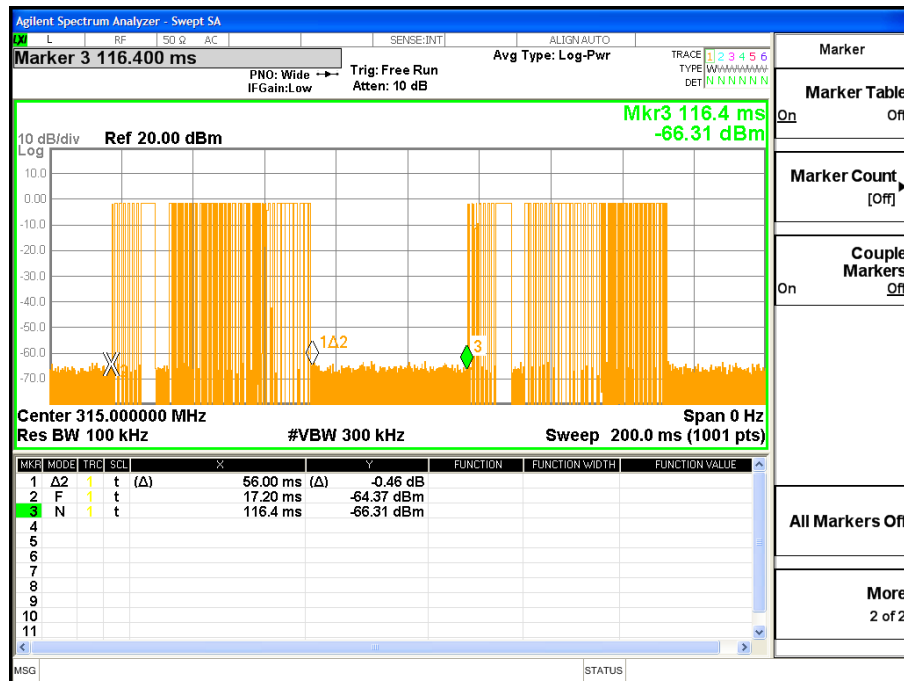 Agilent Spectrum Analyzer - Swept SA
LXI L RF 50 Ω AC SENSE:INT ALIGN AUTO
Marker 3 116.400 ms
PNO: Wide
IFGain:Low
Trig: Free Run
Atten: 10 dB
Avg Type: Log-Pwr
TRACE 1 2 3 4 5 6
TYPE WWWWWW
DET N N N N N N
Mkr3 116.4 ms
-66.31 dBm
10 dB/div Ref 20.00 dBm
Log
10.0
0.00
-10.0
-20.0
-30.0
-40.0
-50.0
-60.0
-70.0
1Δ2
3
Center 315.000000 MHz Span 0 Hz
Res BW 100 kHz #VBW 300 kHz Sweep 200.0 ms (1001 pts)
MKR MODE TRC SCL X Y FUNCTION FUNCTION WIDTH FUNCTION VALUE
1 Δ2 1 t (Δ) 56.00 ms (Δ) -0.46 dB
2 F 1 t 17.20 ms -64.37 dBm
3 N 1 t 116.4 ms -66.31 dBm
4
5
6
7
8
9
10
11
MSG STATUS
Marker
Marker Table
On Off
Marker Count
[Off]
Couple
Markers
On Off
All Markers Off
More
2 of 2